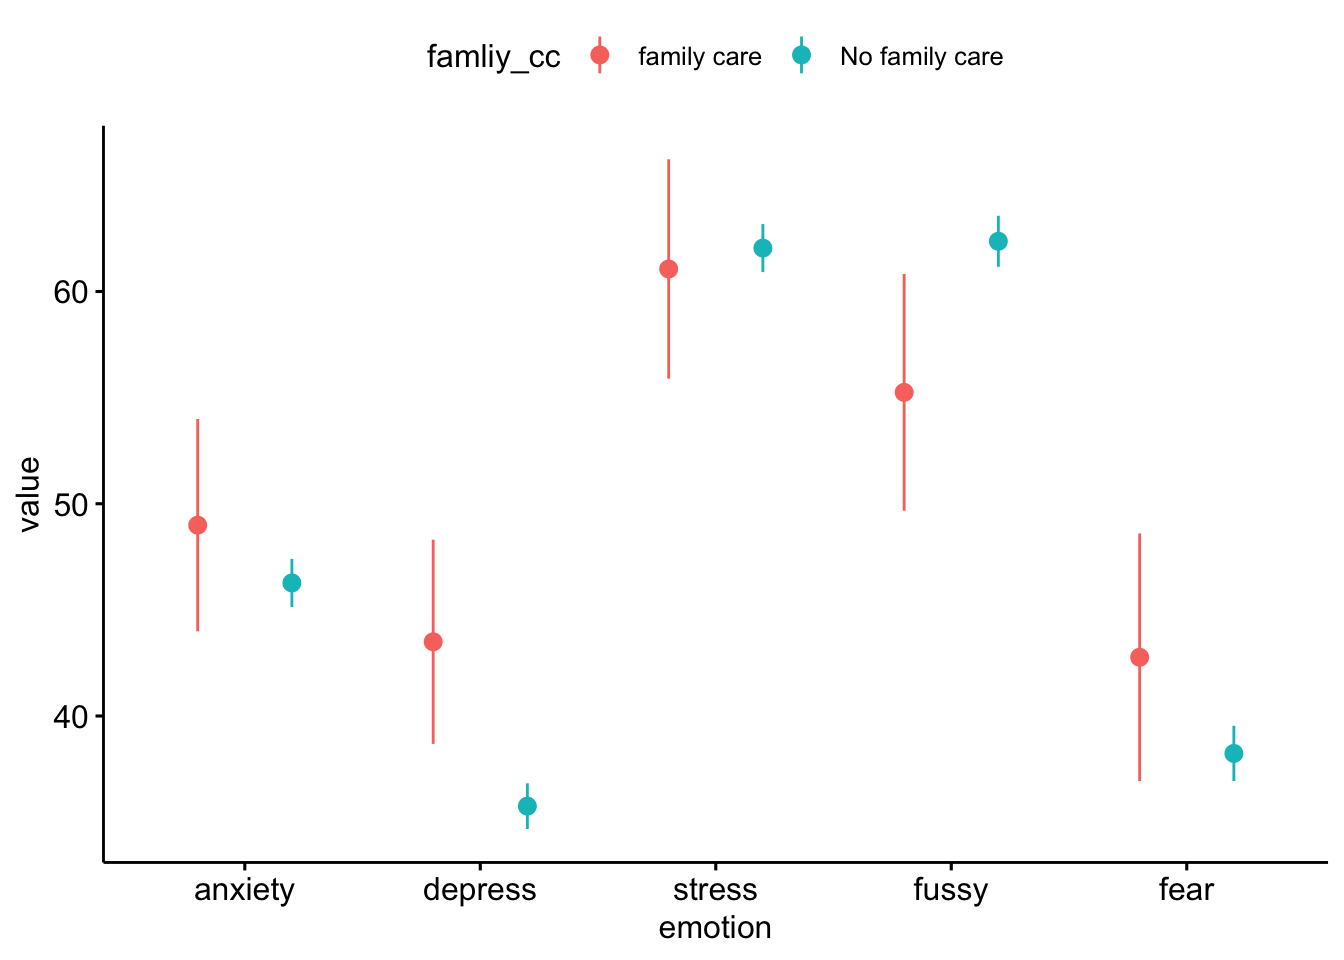 famliy_cc family care No family care
60
50
40
value
anxiety depress stress fussy fear
emotion